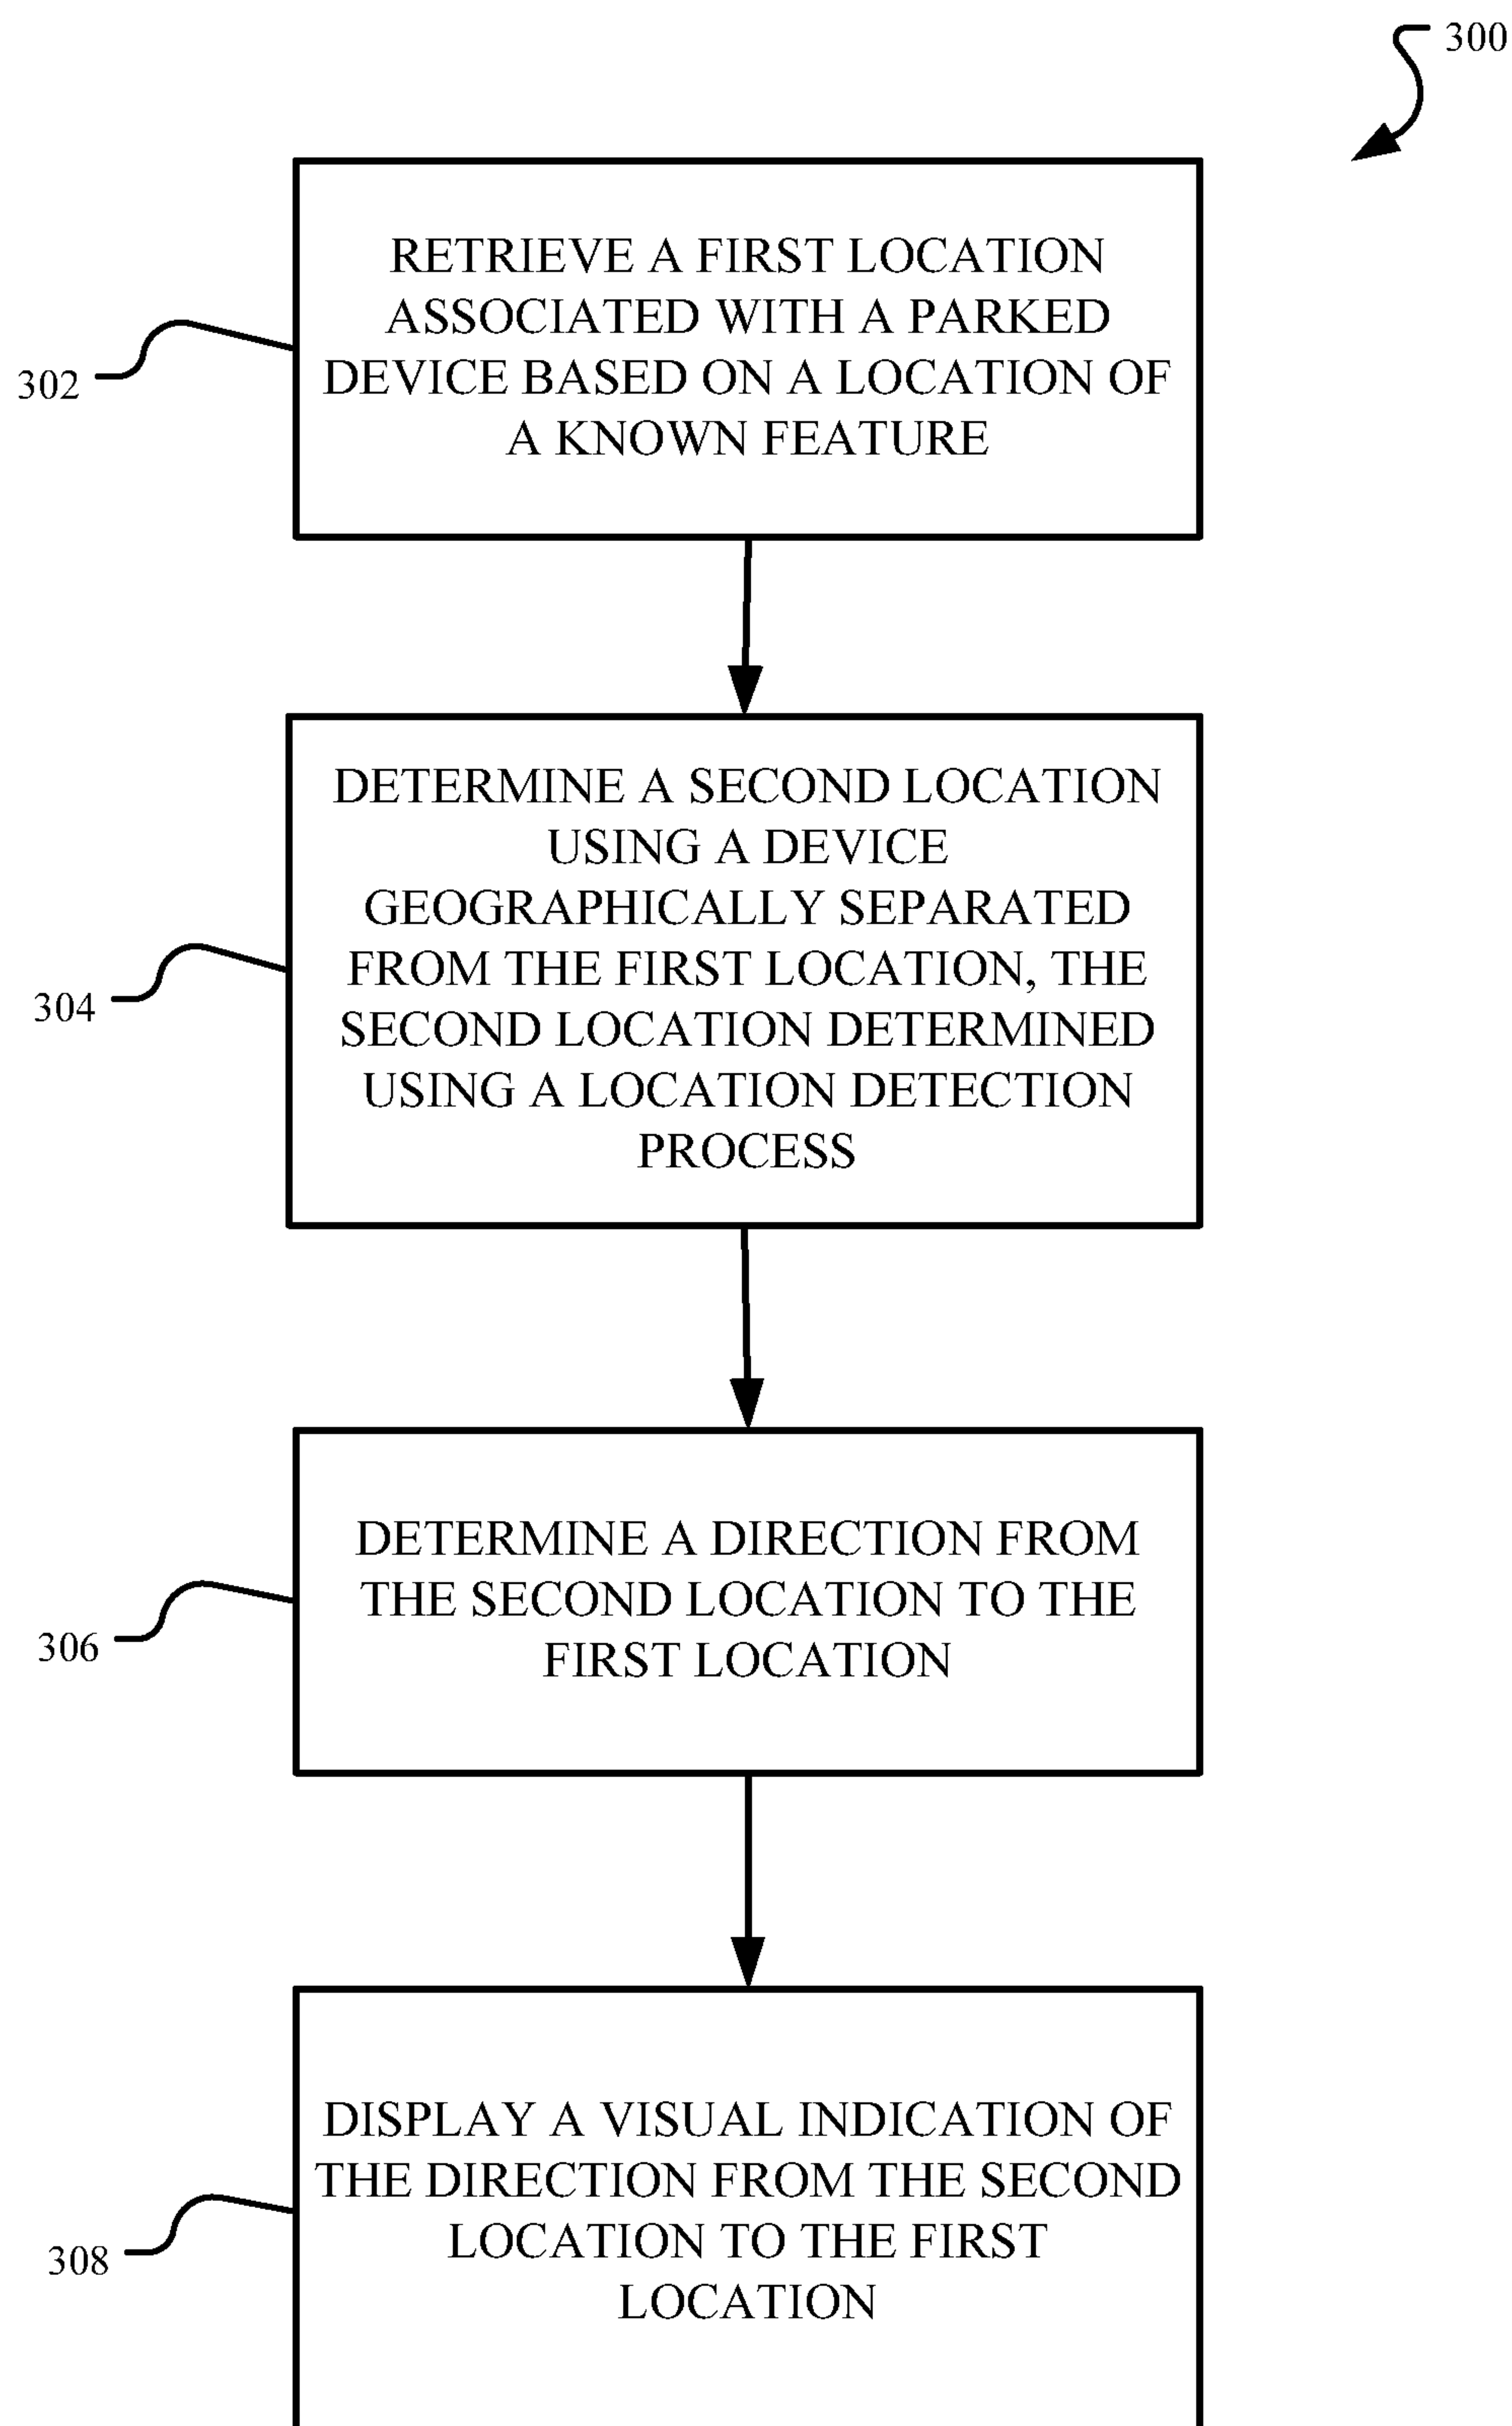 300
RETRIEVE A FIRST LOCATION
ASSOCIATED WITH A PARKED
DEVICE BASED ON A LOCATION OF
A KNOWN FEATURE
302
DETERMINE A SECOND LOCATION
USING A DEVICE
GEOGRAPHICALLY SEPARATED
FROM THE FIRST LOCATION, THE
SECOND LOCATION DETERMINED
USING A LOCATION DETECTION
PROCESS
304
DETERMINE A DIRECTION FROM
THE SECOND LOCATION TO THE
FIRST LOCATION
306
DISPLAY A VISUAL INDICATION OF
THE DIRECTION FROM THE SECOND
LOCATION TO THE FIRST
LOCATION
308